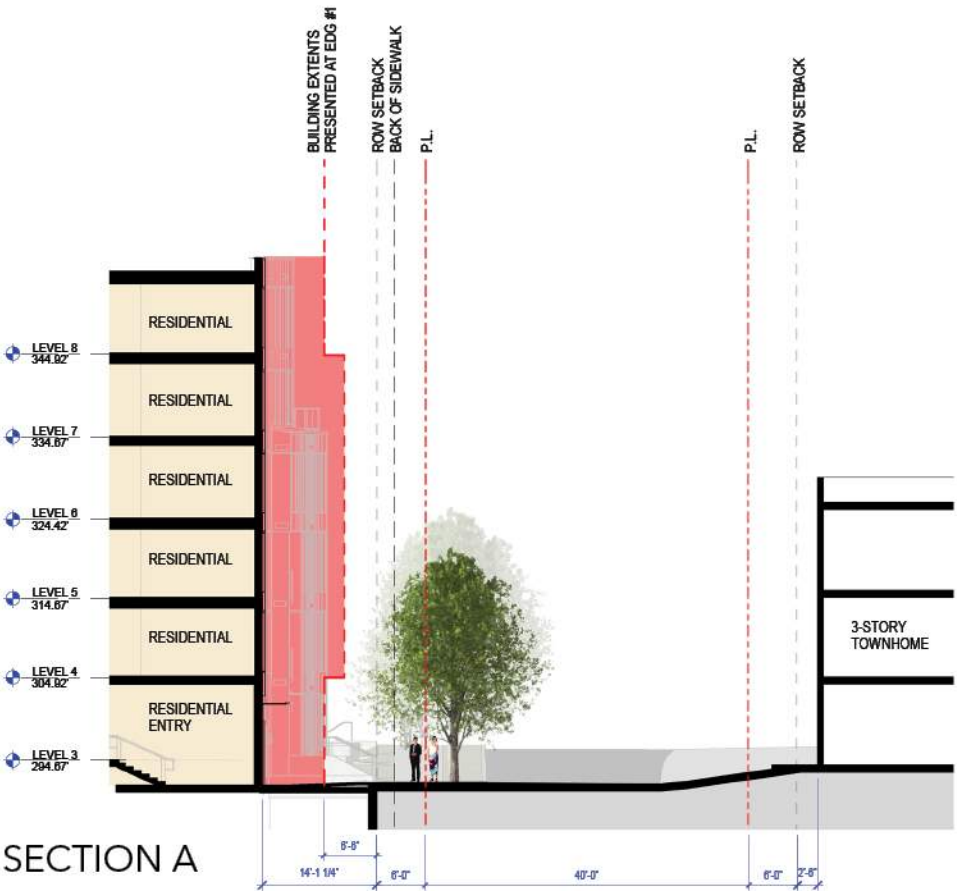 BUILDING EXTENTS
PRESENTED AT EDG #1
ROW SETBACK
BACK OF SIDEWALK
P.L.
P.L.
ROW SETBACK
RESIDENTIAL
LEVEL 8
344.92'
RESIDENTIAL
LEVEL 7
334.67'
RESIDENTIAL
LEVEL 6
324.42'
RESIDENTIAL
LEVEL 5
314.67'
RESIDENTIAL
LEVEL 4
304.92'
RESIDENTIAL
ENTRY
LEVEL 3
294.67'
3-STORY
TOWNHOME
6'-6"
14'-1 1/4"
6'-0"
40'-0"
6'-0"
2'-6"
SECTION A